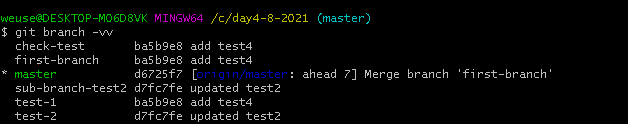 weuse@DESKTOP-MO6D8VK MINGW64 /c/day4-8-2021 (master)
$ git branch -vv
  check-test       ba5b9e8 add test4
  first-branch     ba5b9e8 add test4
* master           d6725f7 [origin/master: ahead 7] Merge branch 'first-branch'
  sub-branch-test2 d7fc7fe updated test2
  test-1           ba5b9e8 add test4
  test-2           d7fc7fe updated test2